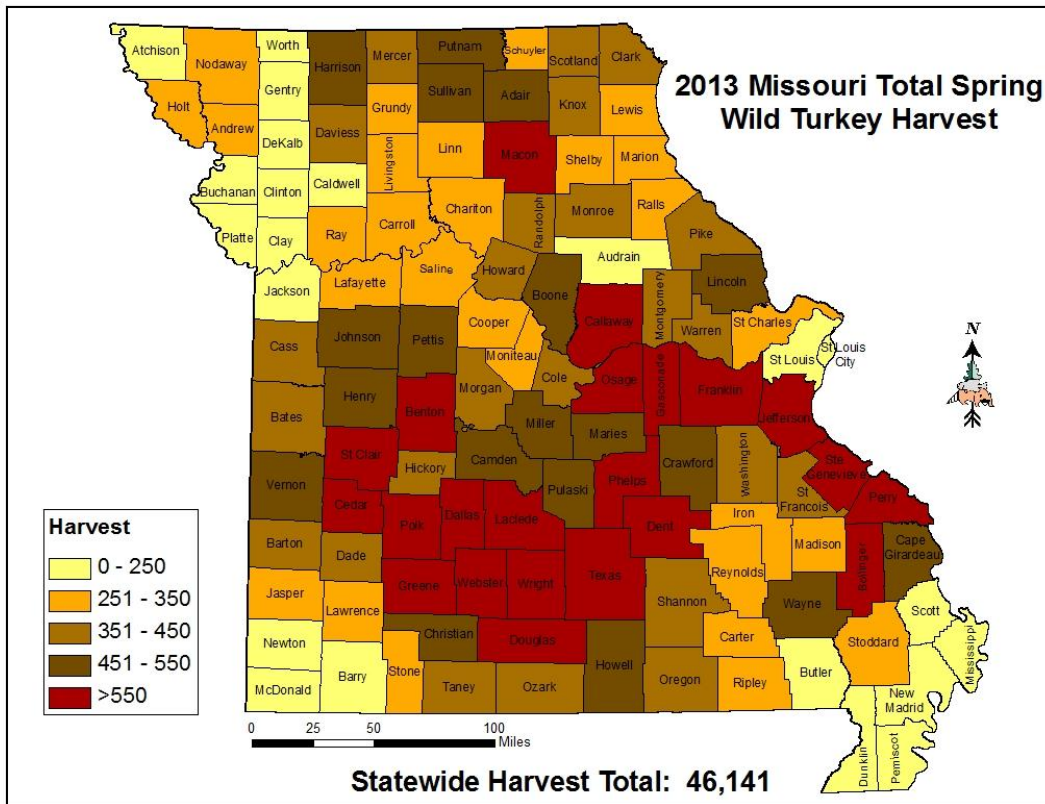 2013 Missouri Total Spring
Wild Turkey Harvest
Atchison
Nodaway
Worth
Harrison
Mercer
Putnam
Schuyler
Scotland
Clark
Gentry
Sullivan
Adair
Knox
Lewis
Holt
Andrew
DeKalb
Daviess
Grundy
Linn
Macon
Shelby
Marion
Buchanan
Clinton
Caldwell
Livingston
Chariton
Randolph
Monroe
Ralls
Pike
Platte
Clay
Ray
Carroll
Audrain
Jackson
Lafayette
Saline
Howard
Boone
Callaway
Montgomery
Lincoln
Warren
St Charles
St Louis
St Louis
City
Cass
Johnson
Pettis
Cooper
Moniteau
Cole
Osage
Gasconade
Franklin
Jefferson
Morgan
Bates
Henry
Benton
Miller
Maries
St Clair
Hickory
Camden
Pulaski
Phelps
Crawford
Washington
St
Francois
Ste
Genevieve
Perry
Vernon
Cedar
Polk
Dallas
Laclede
Dent
Iron
Madison
Bollinger
Cape
Girardeau
Barton
Dade
Greene
Webster
Wright
Texas
Shannon
Reynolds
Wayne
Jasper
Lawrence
Christian
Douglas
Howell
Carter
Stoddard
Scott
Mississippi
Newton
McDonald
Barry
Stone
Taney
Ozark
Oregon
Ripley
Butler
New
Madrid
Dunklin
Pemiscot
N
Harvest
0 - 250
251 - 350
351 - 450
451 - 550
>550
0 25 50 100
Miles
Statewide Harvest Total: 46,141